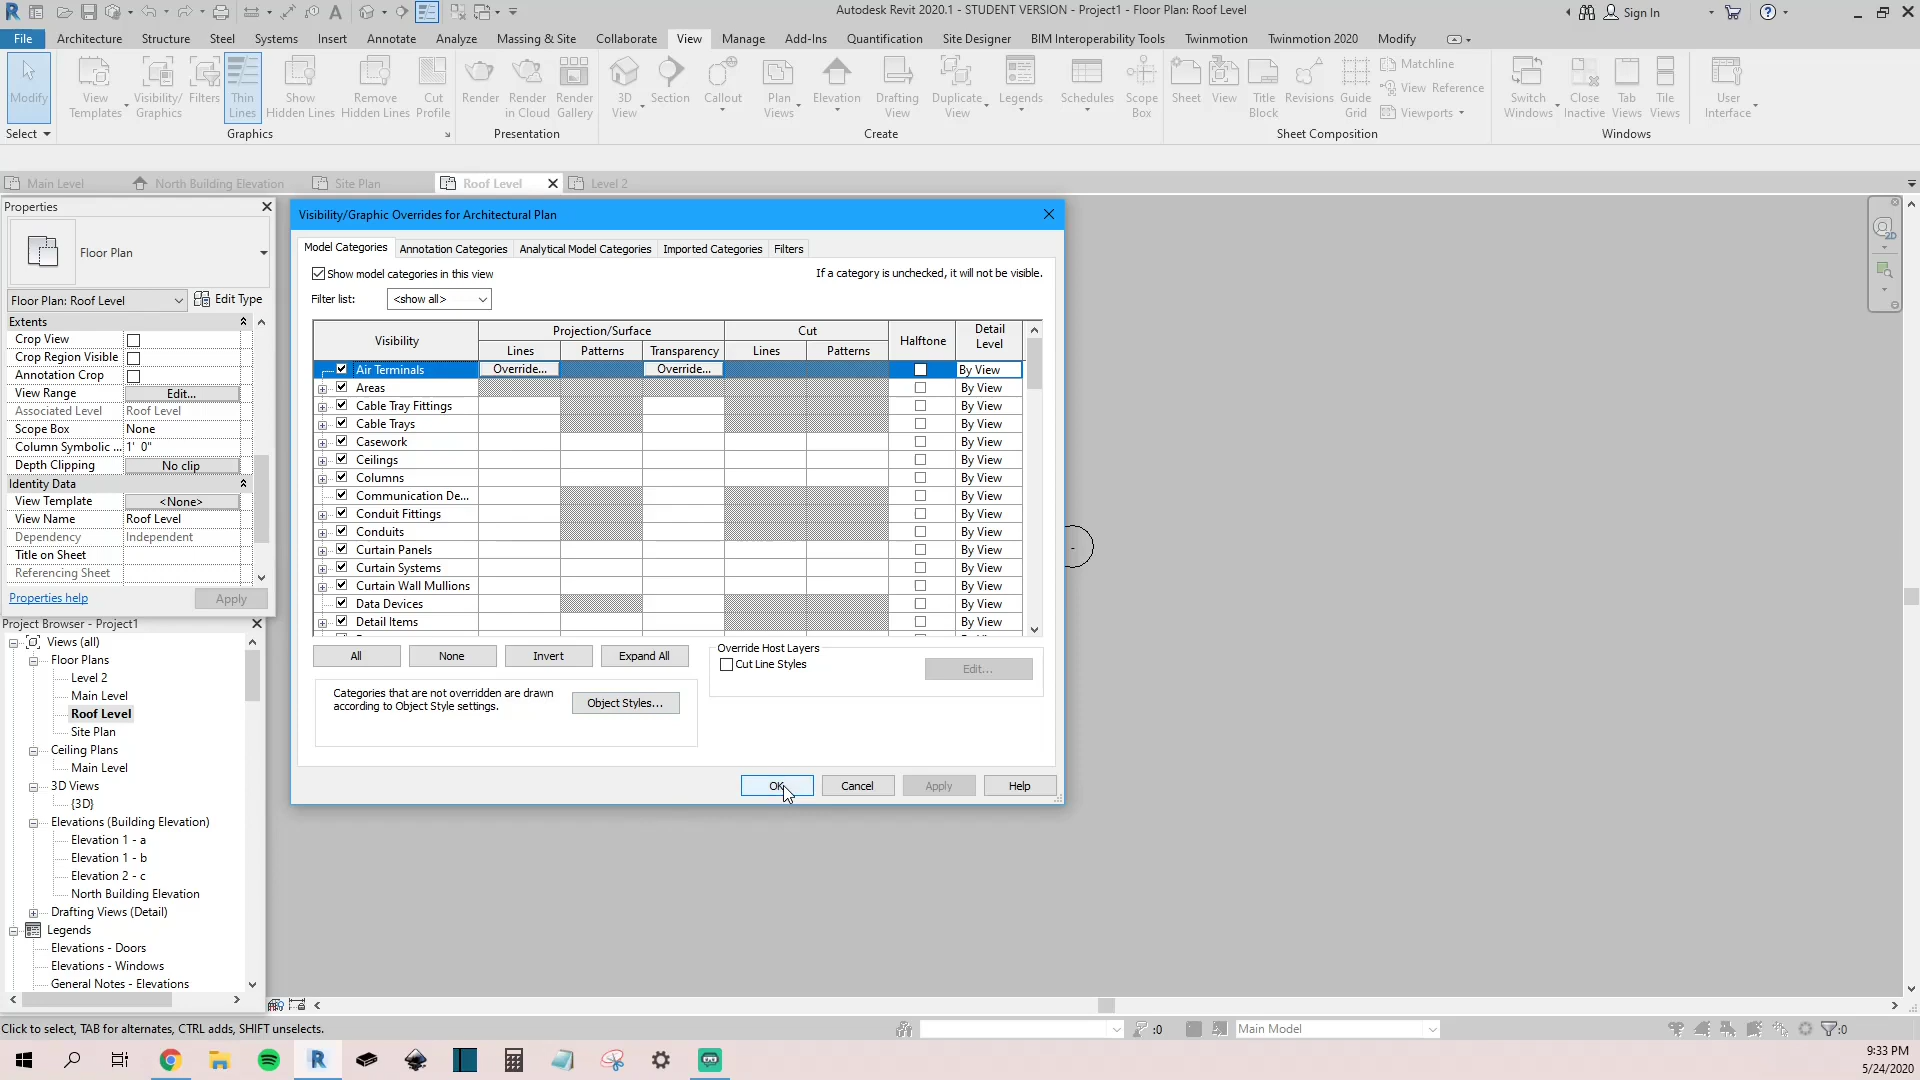 Autodesk Revit 2020.1 - STUDENT VERSION - Project1 - Floor Plan: Roof Level
Sign In
File Architecture Structure Steel Systems Insert Annotate Analyze Massing & Site Collaborate View Manage Add-Ins Quantification Site Designer BIM Interoperability Tools Twinmotion Twinmotion 2020 Modify
Modify
View Templates
Visibility/ Graphics
Filters
Thin Lines
Show Hidden Lines
Remove Hidden Lines
Cut Profile
Render
Render in Cloud
Render Gallery
3D View
Section
Callout
Plan Views
Elevation
Drafting View
Duplicate View
Legends
Schedules
Scope Box
Sheet
View
Title Block
Revisions
Guide Grid
Matchline
View Reference
Viewports
Switch Windows
Close Inactive
Tab Views
Tile Views
User Interface
Select Graphics Presentation Create Sheet Composition Windows
Main Level North Building Elevation Site Plan Roof Level Level 2
Properties
Floor Plan
Floor Plan: Roof Level Edit Type
Extents
Crop View
Crop Region Visible
Annotation Crop
View Range Edit...
Associated Level Roof Level
Scope Box None
Column Symbolic ... 1' 0"
Depth Clipping No clip
Identity Data
View Template <None>
View Name Roof Level
Dependency Independent
Title on Sheet
Referencing Sheet
Properties help Apply
Project Browser - Project1
Views (all)
Floor Plans
Level 2
Main Level
Roof Level
Site Plan
Ceiling Plans
Main Level
3D Views
{3D}
Elevations (Building Elevation)
Elevation 1 - a
Elevation 1 - b
Elevation 2 - c
North Building Elevation
Drafting Views (Detail)
Legends
Elevations - Doors
Elevations - Windows
General Notes - Elevations
Visibility/Graphic Overrides for Architectural Plan
Model Categories Annotation Categories Analytical Model Categories Imported Categories Filters
Show model categories in this view If a category is unchecked, it will not be visible.
Filter list: <show all>
Visibility Projection/Surface Cut Halftone Detail Level
Lines Patterns Transparency Lines Patterns
Air Terminals Override... Override... By View
Areas By View
Cable Tray Fittings By View
Cable Trays By View
Casework By View
Ceilings By View
Columns By View
Communication De... By View
Conduit Fittings By View
Conduits By View
Curtain Panels By View
Curtain Systems By View
Curtain Wall Mullions By View
Data Devices By View
Detail Items By View
All None Invert Expand All
Override Host Layers
Cut Line Styles Edit...
Categories that are not overridden are drawn
according to Object Style settings.
Object Styles...
OK Cancel Apply Help
Click to select, TAB for alternates, CTRL adds, SHIFT unselects.
:0 Main Model :0
9:33 PM
5/24/2020